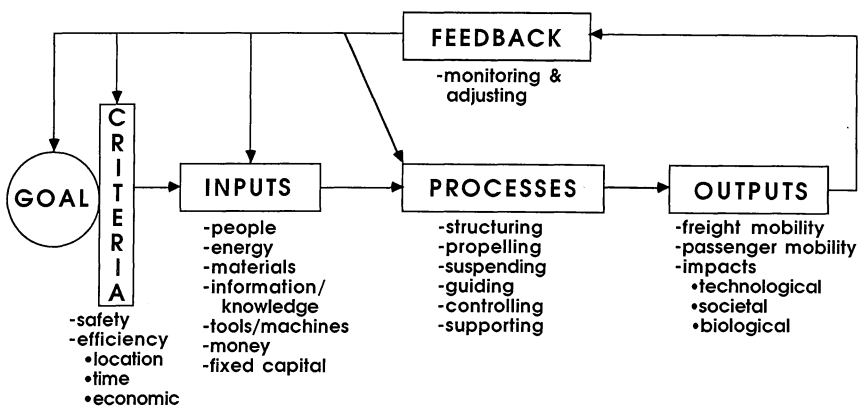 FEEDBACK
-monitoring &
adjusting
GOAL
CRITERIA
-safety
-efficiency
•location
•time
•economic
INPUTS
-people
-energy
-materials
-information/
knowledge
-tools/machines
-money
-fixed capital
PROCESSES
-structuring
-propelling
-suspending
-guiding
-controlling
-supporting
OUTPUTS
-freight mobility
-passenger mobility
-impacts
•technological
•societal
•biological